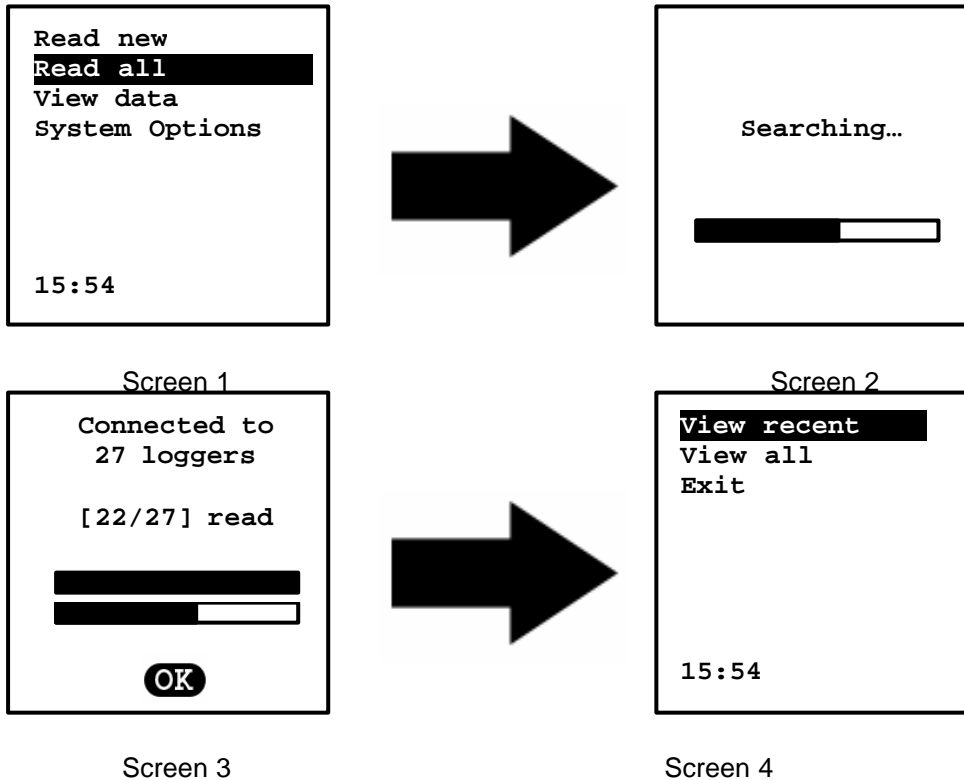 Read new
Read all
View data
System Options
15:54
Searching…
Screen 1
Screen 2
Connected to
27 loggers
[22/27] read
OK
View recent
View all
Exit
15:54
Screen 3
Screen 4